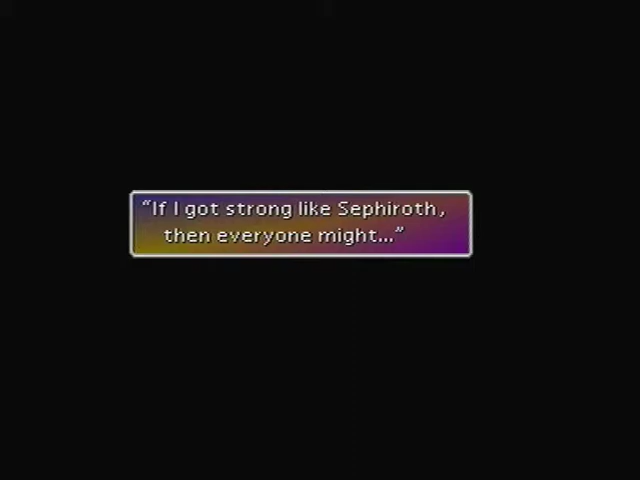 “If I got strong like Sephiroth,
then everyone might...”